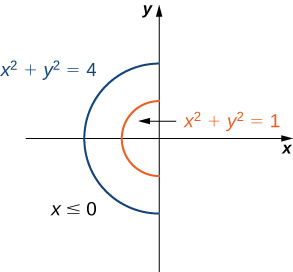 y
x² + y² = 4
x² + y² = 1
x
x ≤ 0